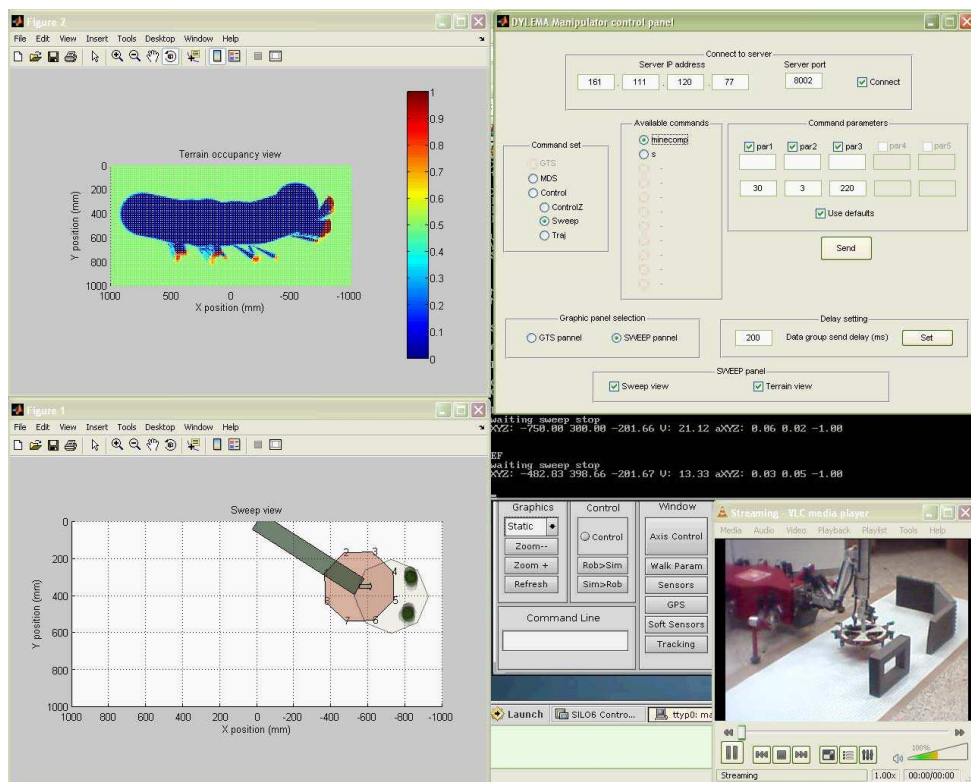 Figure 2
File Edit View Insert Tools Desktop Window Help
Terrain occupancy view
Y position (mm)
0
200
400
600
800
1000
1000 500 0 -500 -1000
X position (mm)
1
0.9
0.8
0.7
0.6
0.5
0.4
0.3
0.2
0.1
0
DYLEMA Manipulator control panel
Connect to server
Server IP address Server port
161 . 111 . 120 . 77 8002 Connect
Available commands
minecomp
s
-
-
-
-
-
-
-
-
-
Command set
GTS
MDS
Control
ControlZ
Sweep
Traj
Command parameters
par1 par2 par3 par4 par5
30 3 220
Use defaults
Send
Graphic panel selection
GTS pannel SWEEP pannel
Delay setting
200 Data group send delay (ms) Set
SWEEP panel
Sweep view Terrain view
Figure 1
File Edit View Insert Tools Desktop Window Help
Sweep view
Y position (mm)
0
200
400
600
800
1000
2 3
4
5
6
7
1000 800 600 400 200 0 -200 -400 -600 -800 -1000
X position (mm)
waiting sweep stop
XYZ: -750.00 300.00 -201.66 V: 21.12 aXYZ: 0.06 0.02 -1.00
EF
waiting sweep stop
XYZ: -482.83 398.66 -201.67 V: 13.33 aXYZ: 0.03 0.05 -1.00
Graphics
Static
Zoom--
Zoom +
Refresh
Control
Control
Rob>Sim
Sim>Rob
Window
Axis Control
Walk Param
Sensors
GPS
Soft Sensors
Tracking
Command Line
Launch SILO6 Contro... ttyp0: ma
Streaming - VLC media player
Media Audio Video Playback Playlist Tools Help
100%
Streaming 1.00x 00:00/00:00